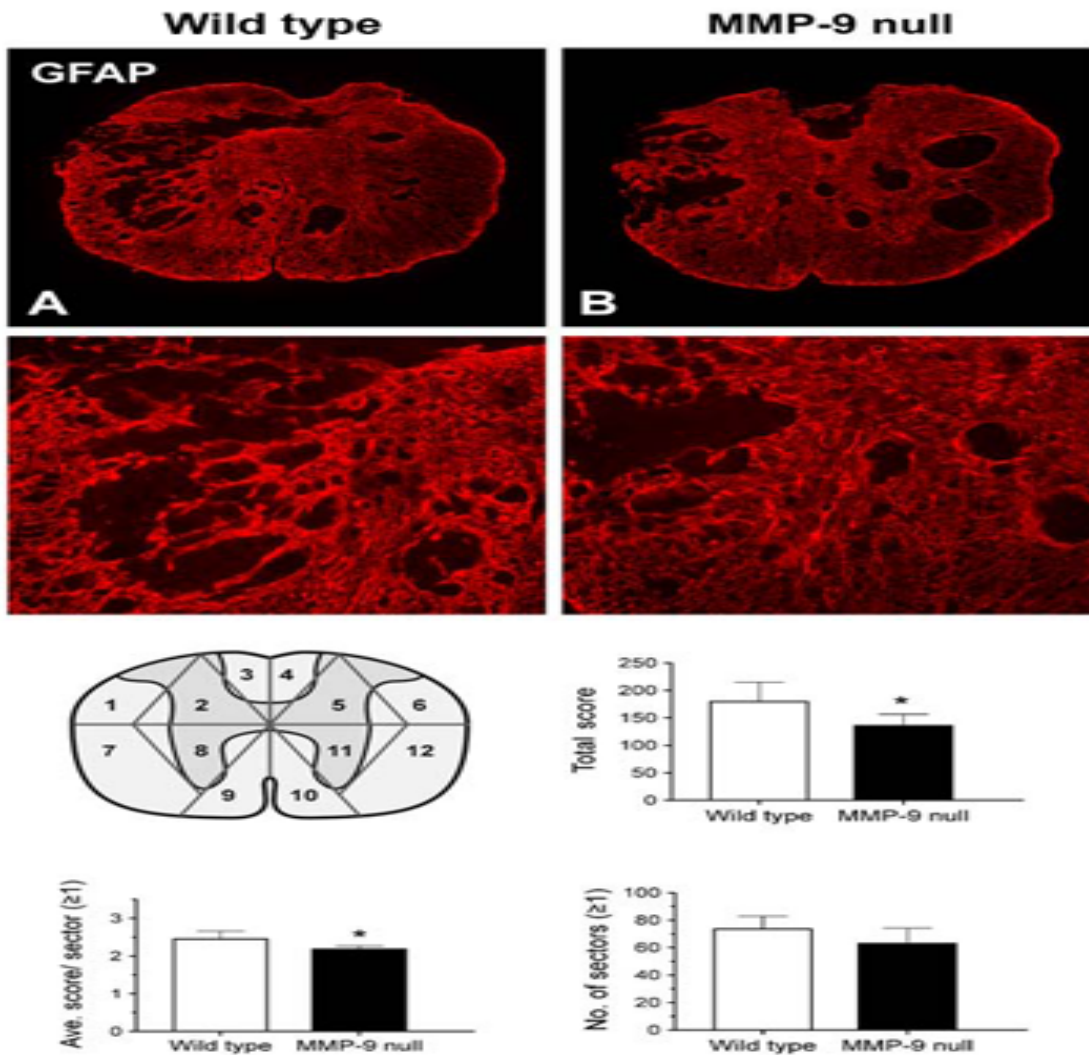 Wild type MMP-9 null
GFAP
A B
3 4
1 2 5 6
7 8 11 12
9 10
Total score
250
200
150
100
50
0
*
Wild type MMP-9 null
Ave. score/ sector (≥1)
3
2
1
0
*
Wild type MMP-9 null
No. of sectors (≥1)
100
80
60
40
20
0
Wild type MMP-9 null